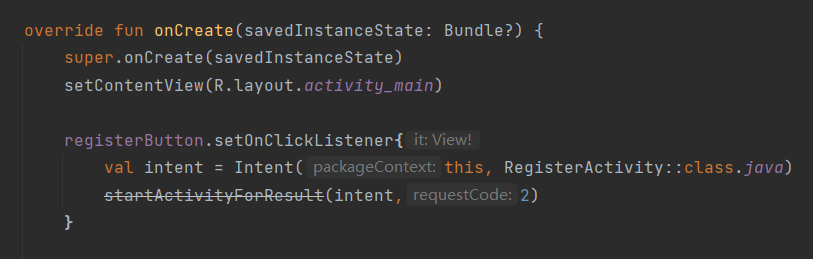 override fun onCreate(savedInstanceState: Bundle?) {
super.onCreate(savedInstanceState)
setContentView(R.layout.activity_main)
registerButton.setOnClickListener{ it: View!
val intent = Intent( packageContext: this, RegisterActivity::class.java)
startActivityForResult(intent, requestCode: 2)
}